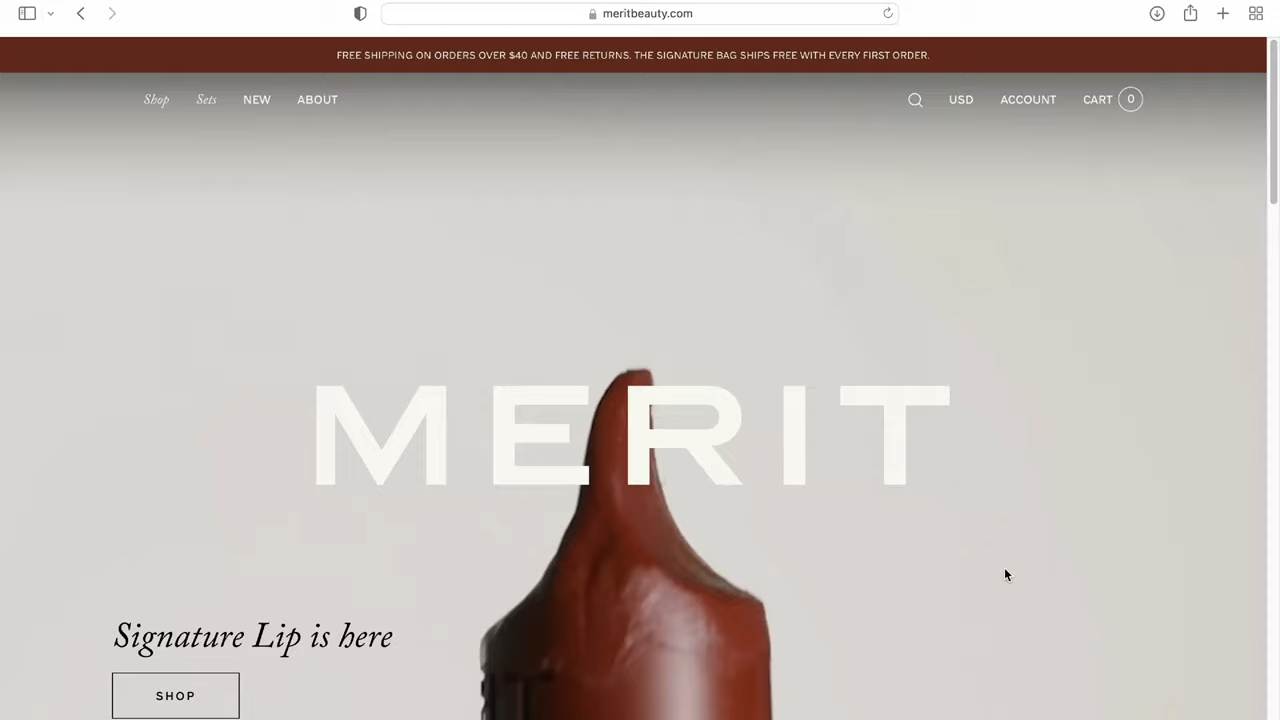 meritbeauty.com
FREE SHIPPING ON ORDERS OVER $40 AND FREE RETURNS. THE SIGNATURE BAG SHIPS FREE WITH EVERY FIRST ORDER.
Shop Sets NEW ABOUT USD ACCOUNT CART 0
MERIT
Signature Lip is here
SHOP